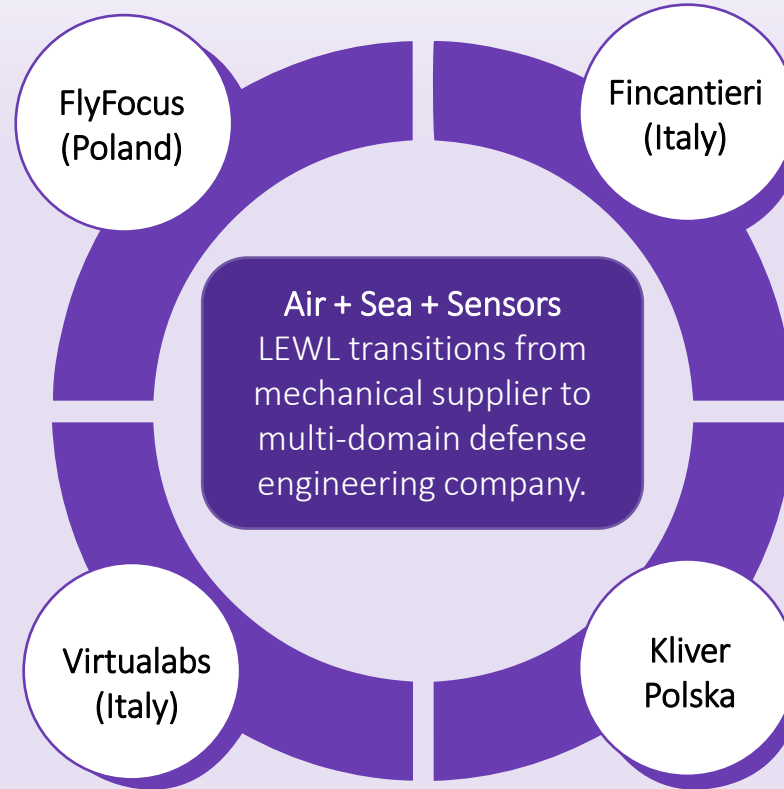 FlyFocus
(Poland)
Fincantieri
(Italy)
Air + Sea + Sensors
LEWL transitions from
mechanical supplier to
multi-domain defense
engineering company.
Virtualabs
(Italy)
Kliver
Polska